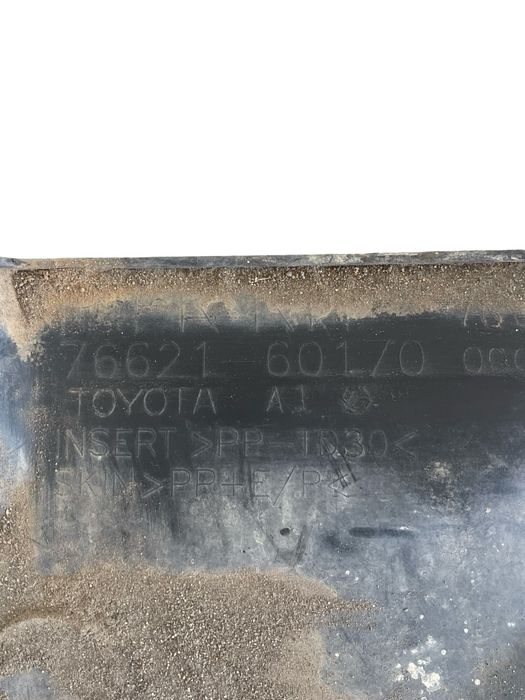 76621-60170
TOYOTA A1
INSERT >PP-TD30<
SKIN >PP+E/P<